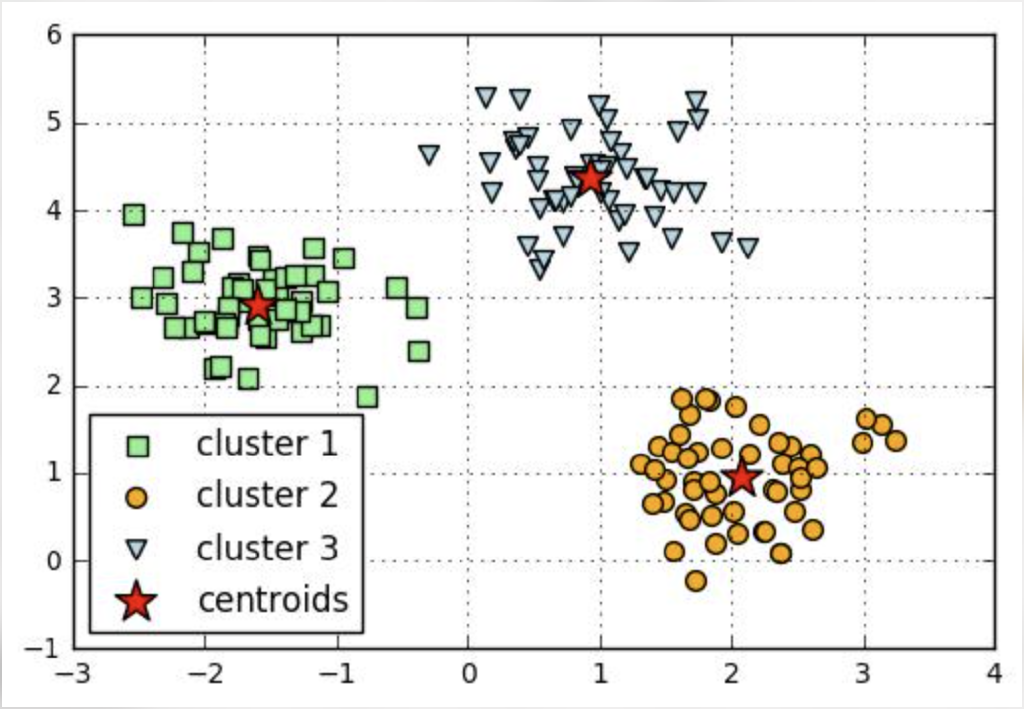 6
5
4
3
2
1
0
−1
cluster 1
cluster 2
cluster 3
centroids
−3 −2 −1 0 1 2 3 4